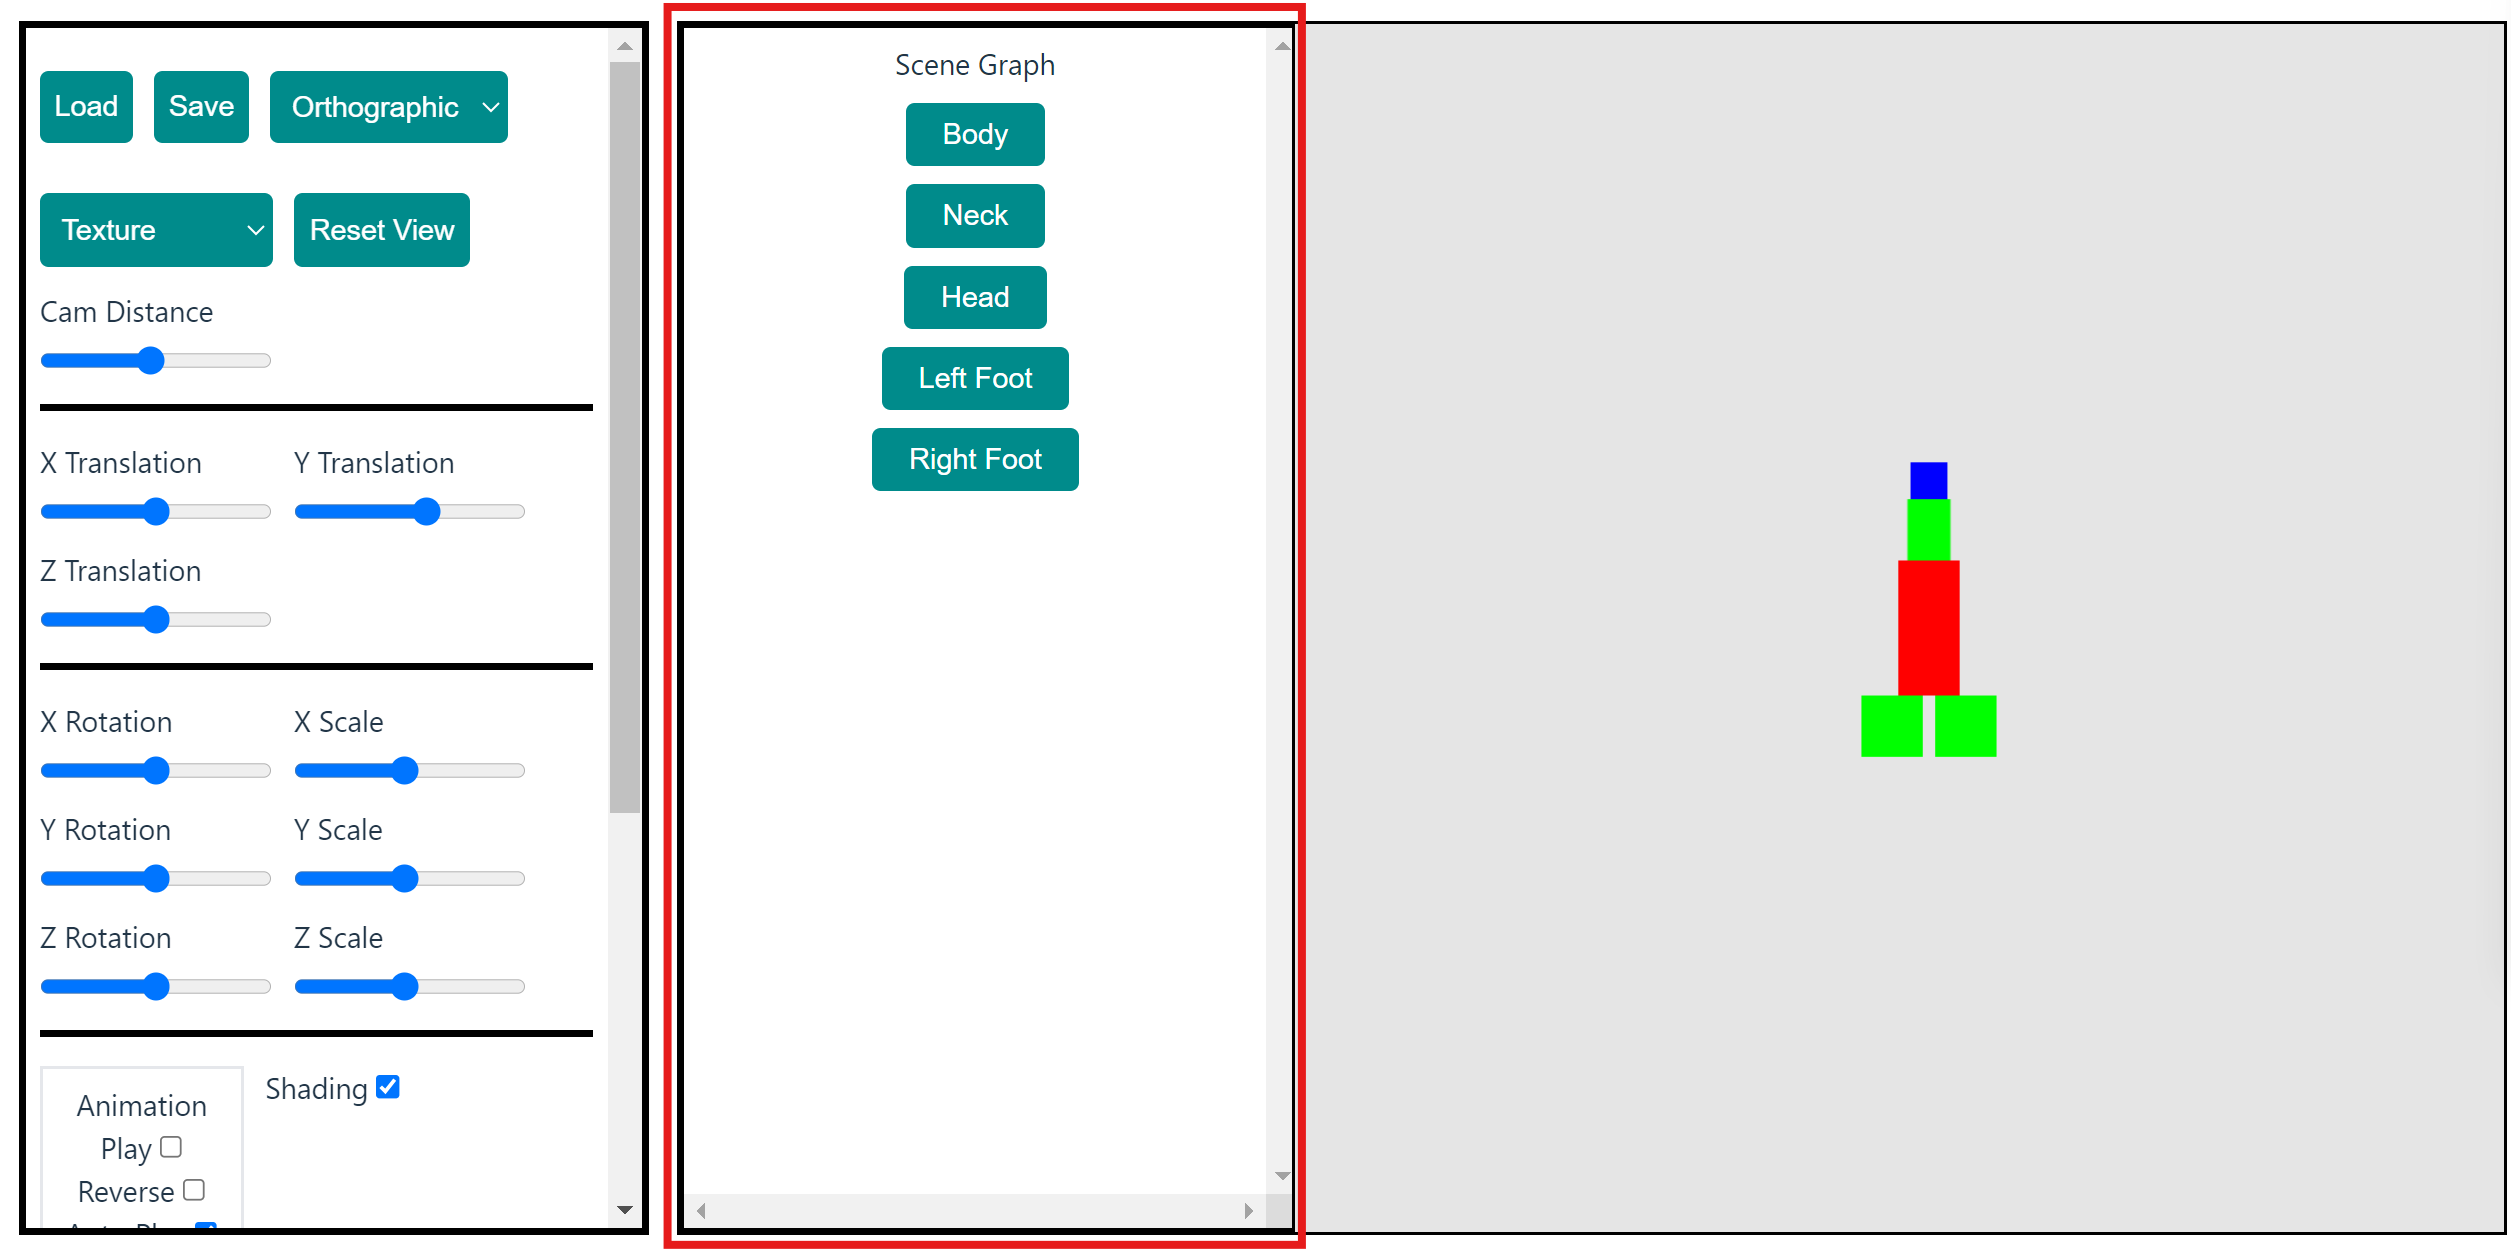 Load Save Orthographic
Texture Reset View
Cam Distance
X Translation Y Translation
Z Translation
X Rotation X Scale
Y Rotation Y Scale
Z Rotation Z Scale
Animation
Play
Reverse
Shading
Scene Graph
Body
Neck
Head
Left Foot
Right Foot